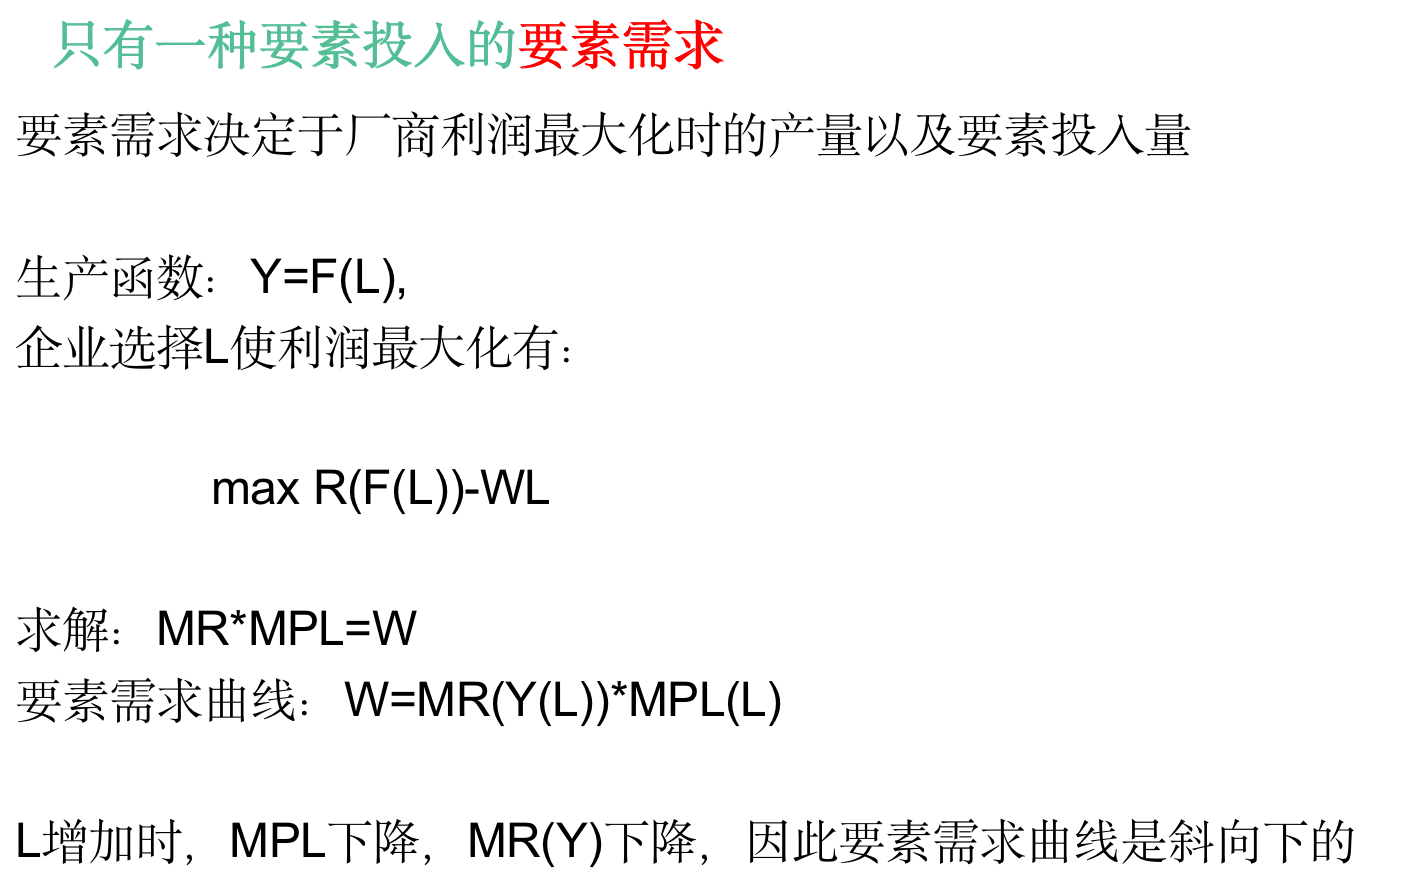 只有一种要素投入的要素需求
要素需求决定于厂商利润最大化时的产量以及要素投入量
生产函数：Y=F(L),
企业选择L使利润最大化有：
max R(F(L))-WL
求解：MR*MPL=W
要素需求曲线：W=MR(Y(L))*MPL(L)
L增加时，MPL下降，MR(Y)下降，因此要素需求曲线是斜向下的